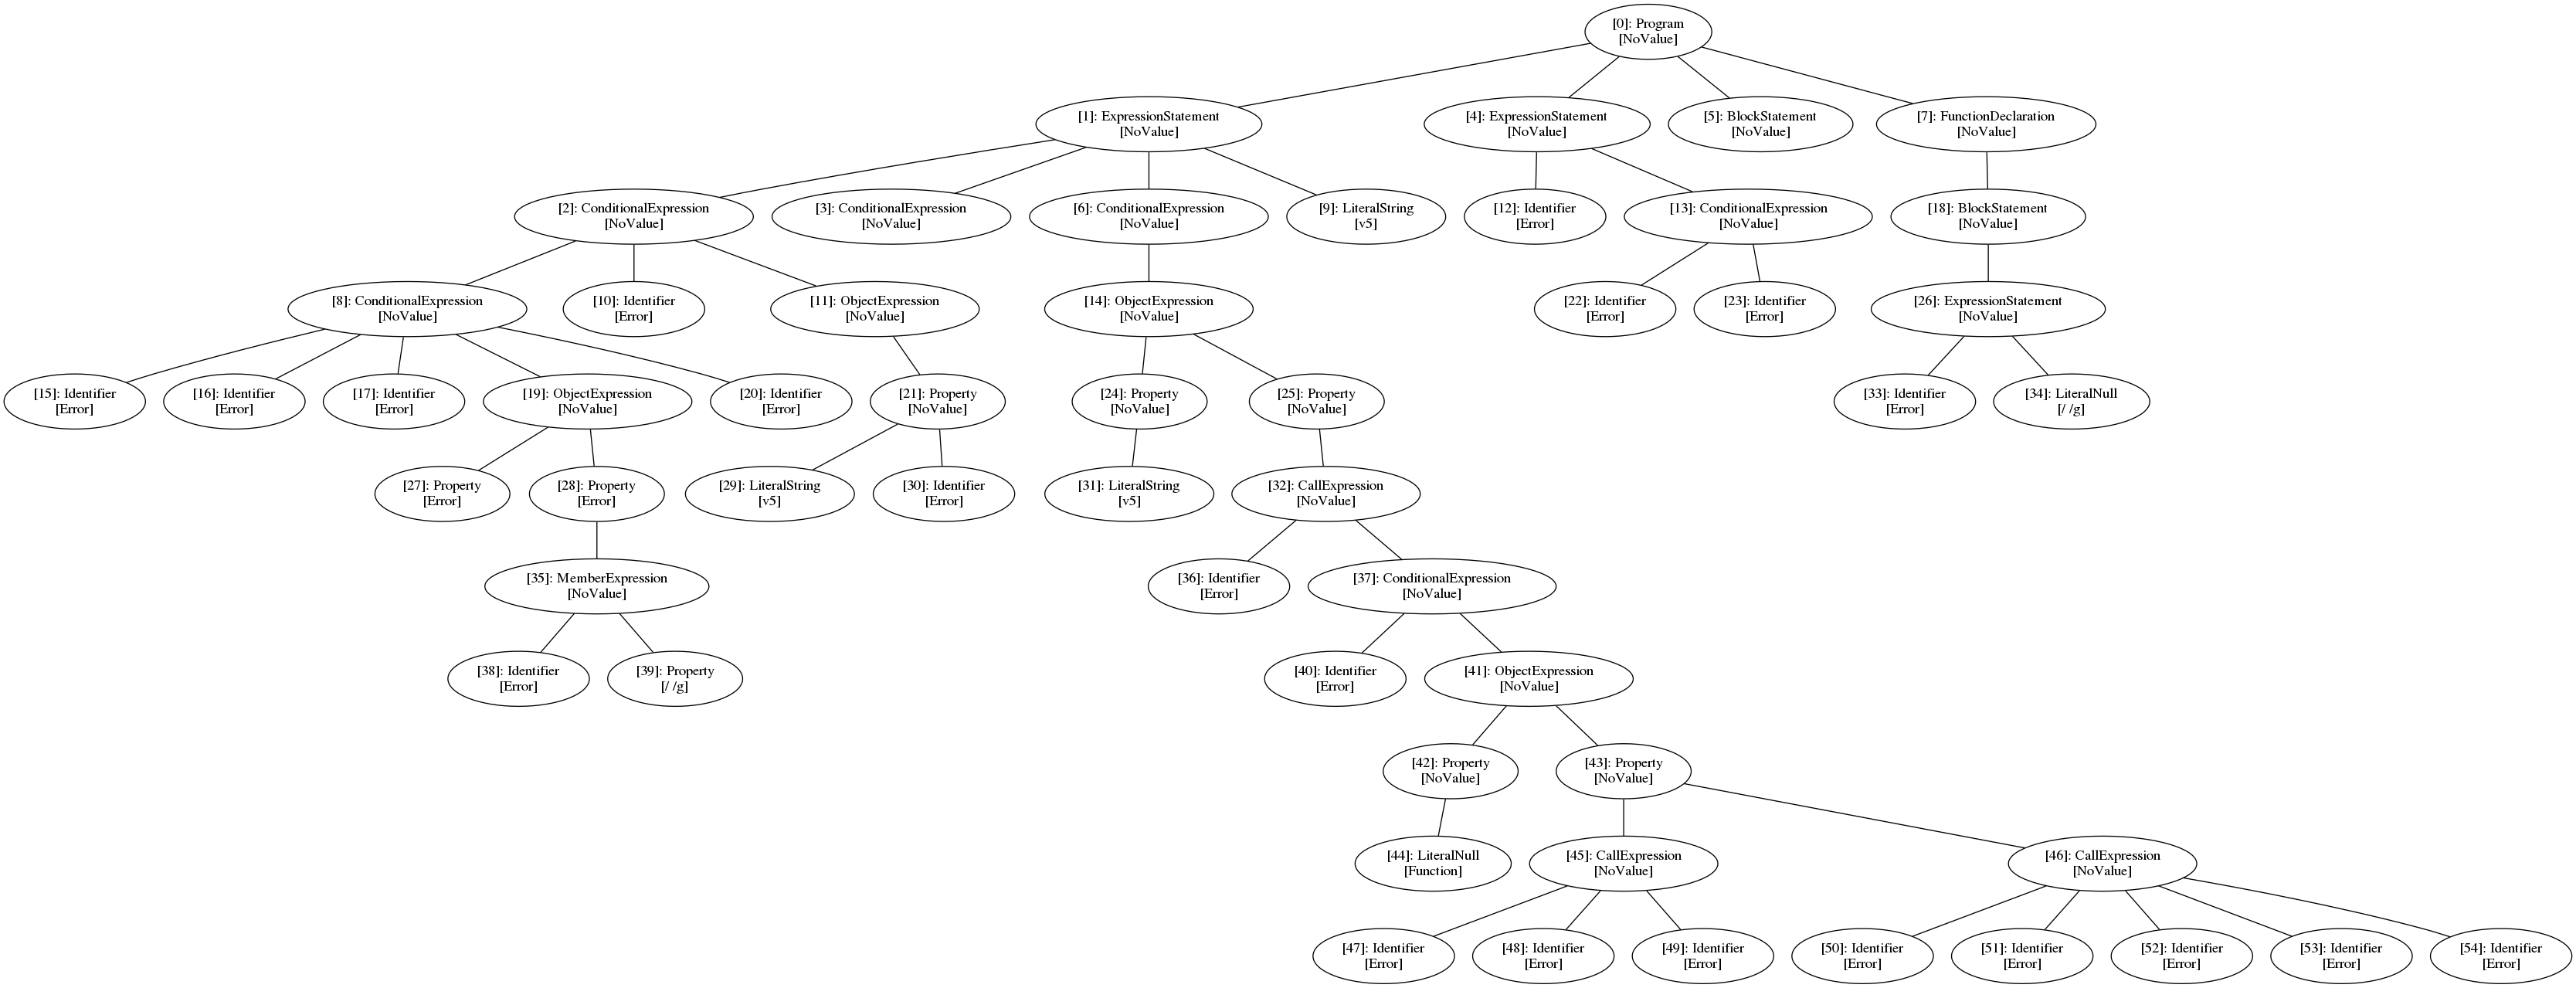 [0]: Program
[NoValue]
[1]: ExpressionStatement
[NoValue]
[4]: ExpressionStatement
[NoValue]
[5]: BlockStatement
[NoValue]
[7]: FunctionDeclaration
[NoValue]
[2]: ConditionalExpression
[NoValue]
[3]: ConditionalExpression
[NoValue]
[6]: ConditionalExpression
[NoValue]
[9]: LiteralString
[v5]
[12]: Identifier
[Error]
[13]: ConditionalExpression
[NoValue]
[18]: BlockStatement
[NoValue]
[8]: ConditionalExpression
[NoValue]
[10]: Identifier
[Error]
[11]: ObjectExpression
[NoValue]
[14]: ObjectExpression
[NoValue]
[22]: Identifier
[Error]
[23]: Identifier
[Error]
[26]: ExpressionStatement
[NoValue]
[15]: Identifier
[Error]
[16]: Identifier
[Error]
[17]: Identifier
[Error]
[19]: ObjectExpression
[NoValue]
[20]: Identifier
[Error]
[21]: Property
[NoValue]
[24]: Property
[NoValue]
[25]: Property
[NoValue]
[33]: Identifier
[Error]
[34]: LiteralNull
[/ /g]
[27]: Property
[Error]
[28]: Property
[Error]
[29]: LiteralString
[v5]
[30]: Identifier
[Error]
[31]: LiteralString
[v5]
[32]: CallExpression
[NoValue]
[35]: MemberExpression
[NoValue]
[36]: Identifier
[Error]
[37]: ConditionalExpression
[NoValue]
[38]: Identifier
[Error]
[39]: Property
[/ /g]
[40]: Identifier
[Error]
[41]: ObjectExpression
[NoValue]
[42]: Property
[NoValue]
[43]: Property
[NoValue]
[44]: LiteralNull
[Function]
[45]: CallExpression
[NoValue]
[46]: CallExpression
[NoValue]
[47]: Identifier
[Error]
[48]: Identifier
[Error]
[49]: Identifier
[Error]
[50]: Identifier
[Error]
[51]: Identifier
[Error]
[52]: Identifier
[Error]
[53]: Identifier
[Error]
[54]: Identifier
[Error]